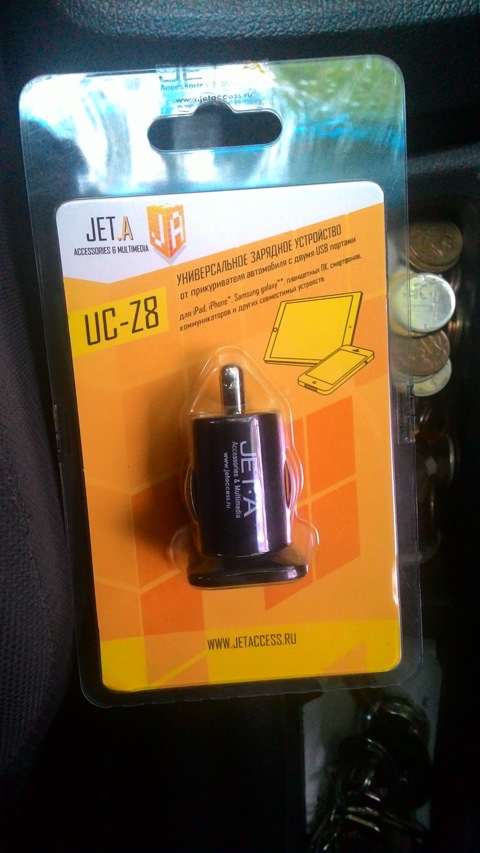 JET
Accessories &
www.jetaccess.ru
JET.A
ACCESSORIES & MULTIMEDIA
JA
UC-Z8
УНИВЕРСАЛЬНОЕ ЗАРЯДНОЕ УСТРОЙСТВО
от прикуривателя автомобиля с двумя USB портами
для iPad, iPhone*, Samsung galaxy**, планшетных ПК, смартфонов,
коммуникаторов и других совместимых устройств.
JET.A
Accessories & Multimedia
www.jetaccess.ru
WWW.JETACCESS.RU